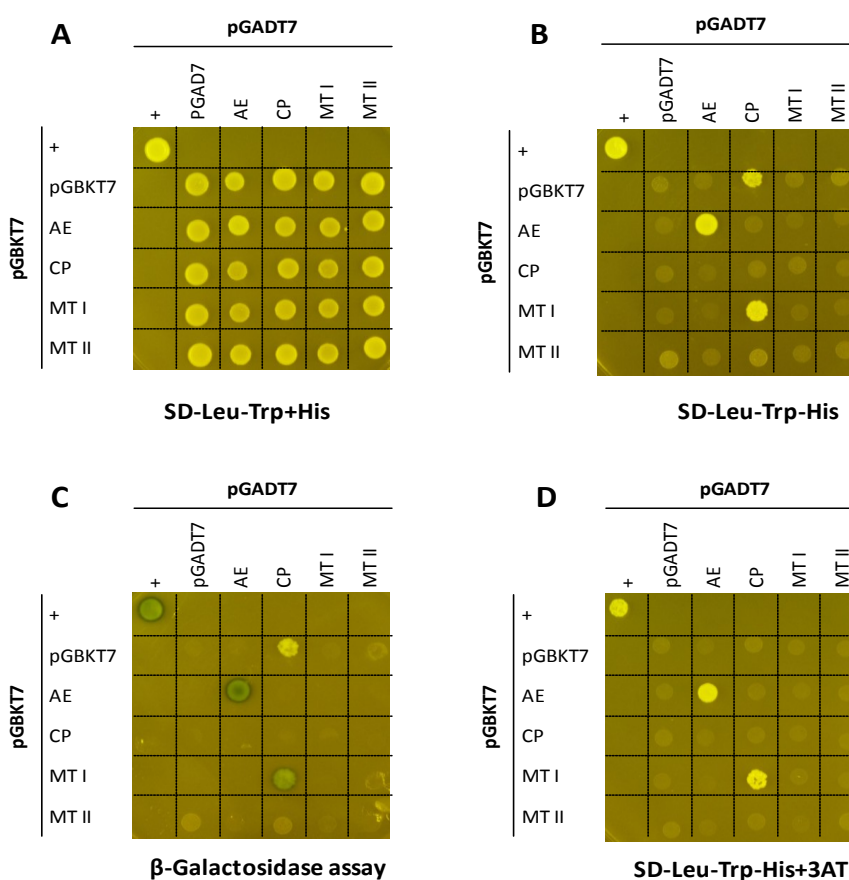 A
pGADT7
+
PGAD7
AE
CP
MT I
MT II
pGBKT7
+
pGBKT7
AE
CP
MT I
MT II
SD-Leu-Trp+His
B
pGADT7
+
pGADT7
AE
CP
MT I
MT II
pGBKT7
+
pGBKT7
AE
CP
MT I
MT II
SD-Leu-Trp-His
C
pGADT7
+
pGADT7
AE
CP
MT I
MT II
pGBKT7
+
pGBKT7
AE
CP
MT I
MT II
β-Galactosidase assay
D
pGADT7
+
pGADT7
AE
CP
MT I
MT II
pGBKT7
+
pGBKT7
AE
CP
MT I
MT II
SD-Leu-Trp-His+3AT